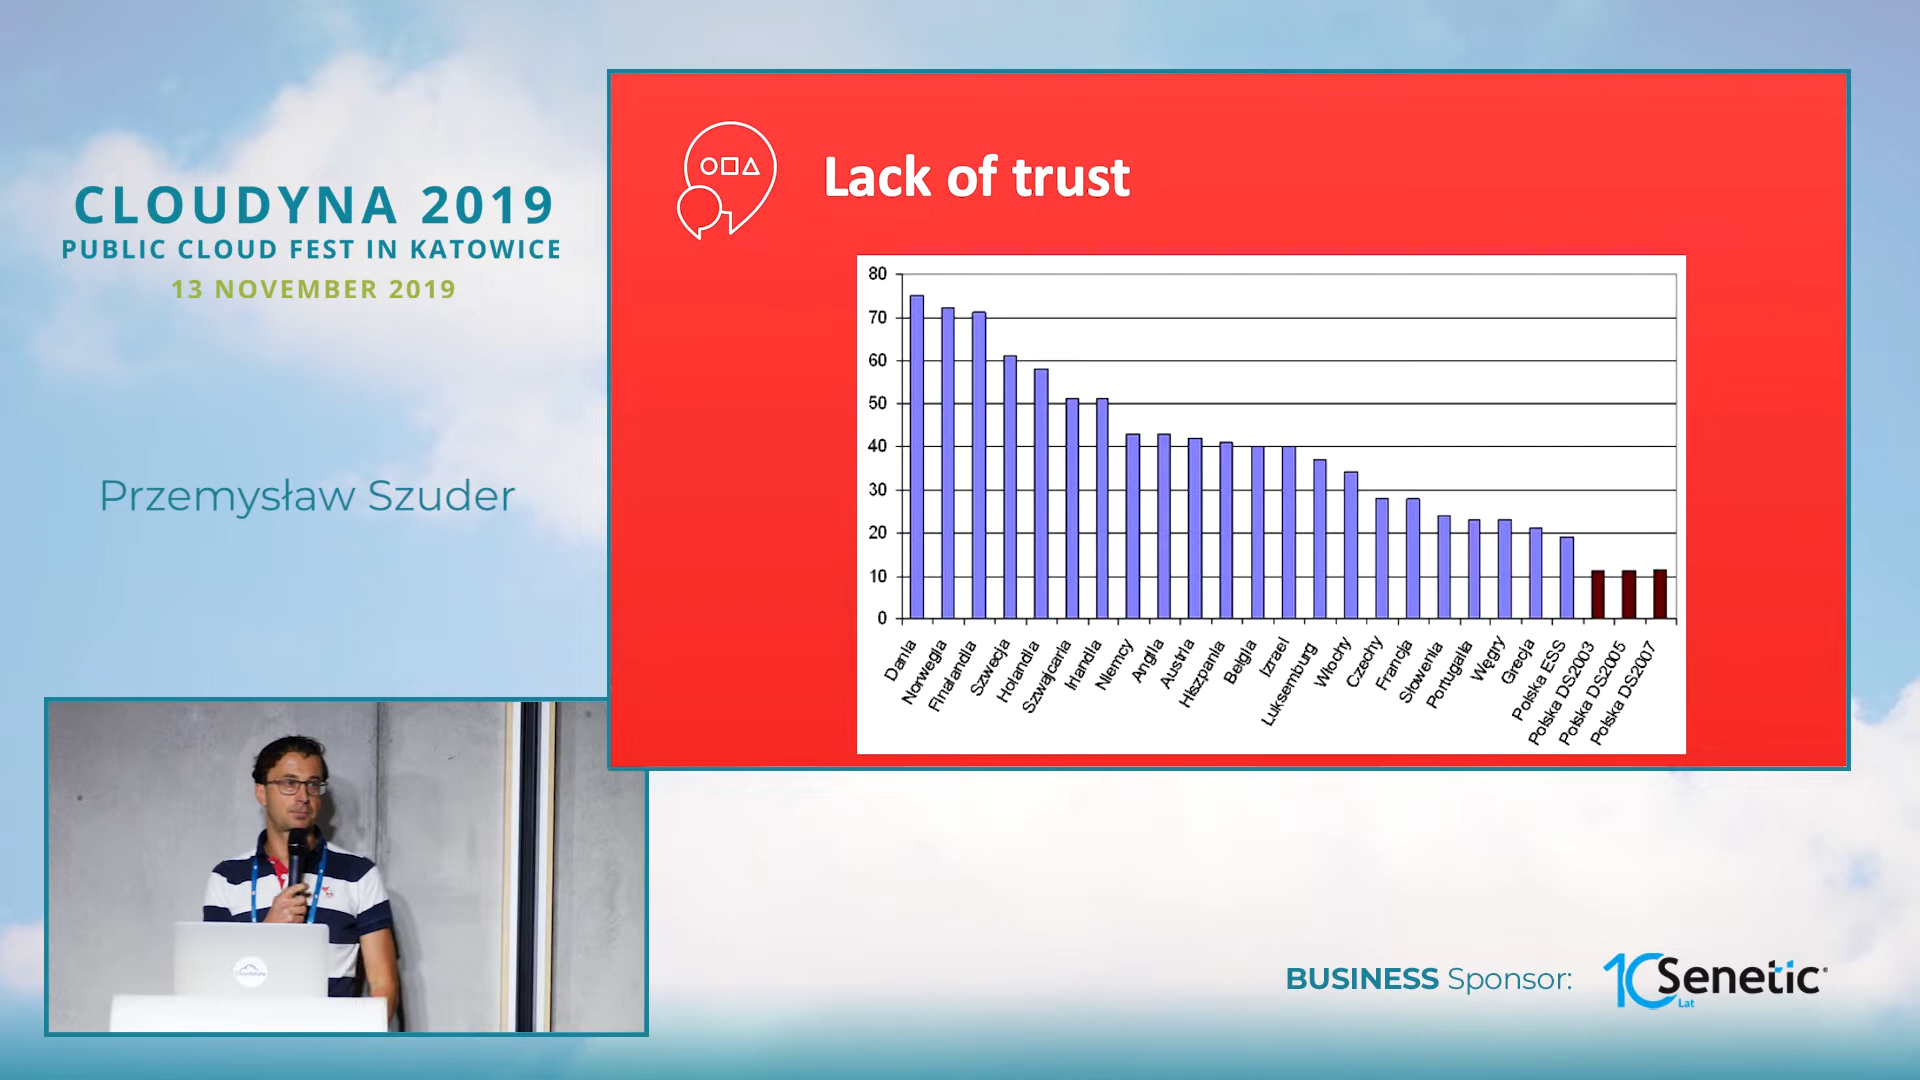 CLOUDYNA 2019
PUBLIC CLOUD FEST IN KATOWICE
13 NOVEMBER 2019
Przemysław Szuder
Lack of trust
80
70
60
50
40
30
20
10
0
Dania
Norwegia
Finalandia
Szwecja
Holandia
Szwajcaria
Irlandia
Niemcy
Anglia
Austria
Hiszpania
Belgia
Izrael
Luksemburg
Włochy
Czechy
Francja
Słowenia
Portugalia
Węgry
Grecja
Polska ESS
Polska DS2003
Polska DS2005
Polska DS2007
BUSINESS Sponsor:
10 Senetic
Lat